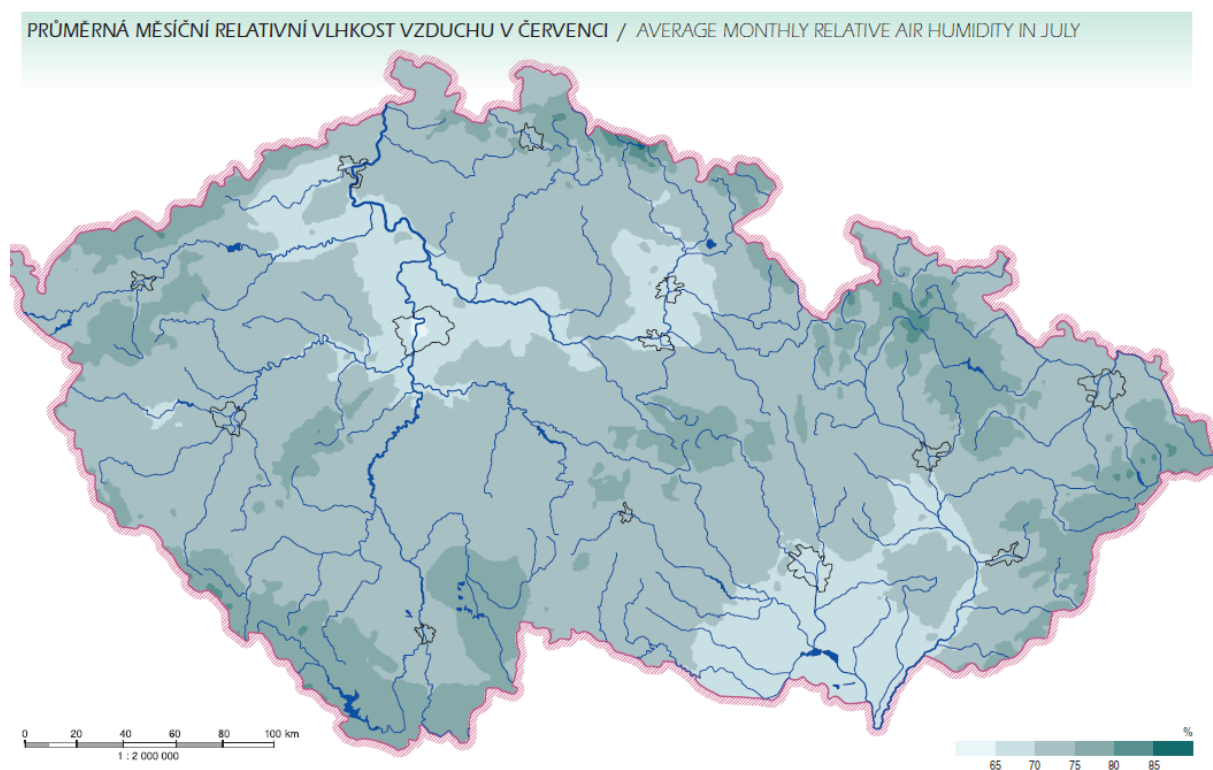 PRŮMĚRNÁ MĚSÍČNÍ RELATIVNÍ VLHKOST VZDUCHU V ČERVENCI / AVERAGE MONTHLY RELATIVE AIR HUMIDITY IN JULY
0 20 40 60 80 100 km
1 : 2 000 000
%
65 70 75 80 85